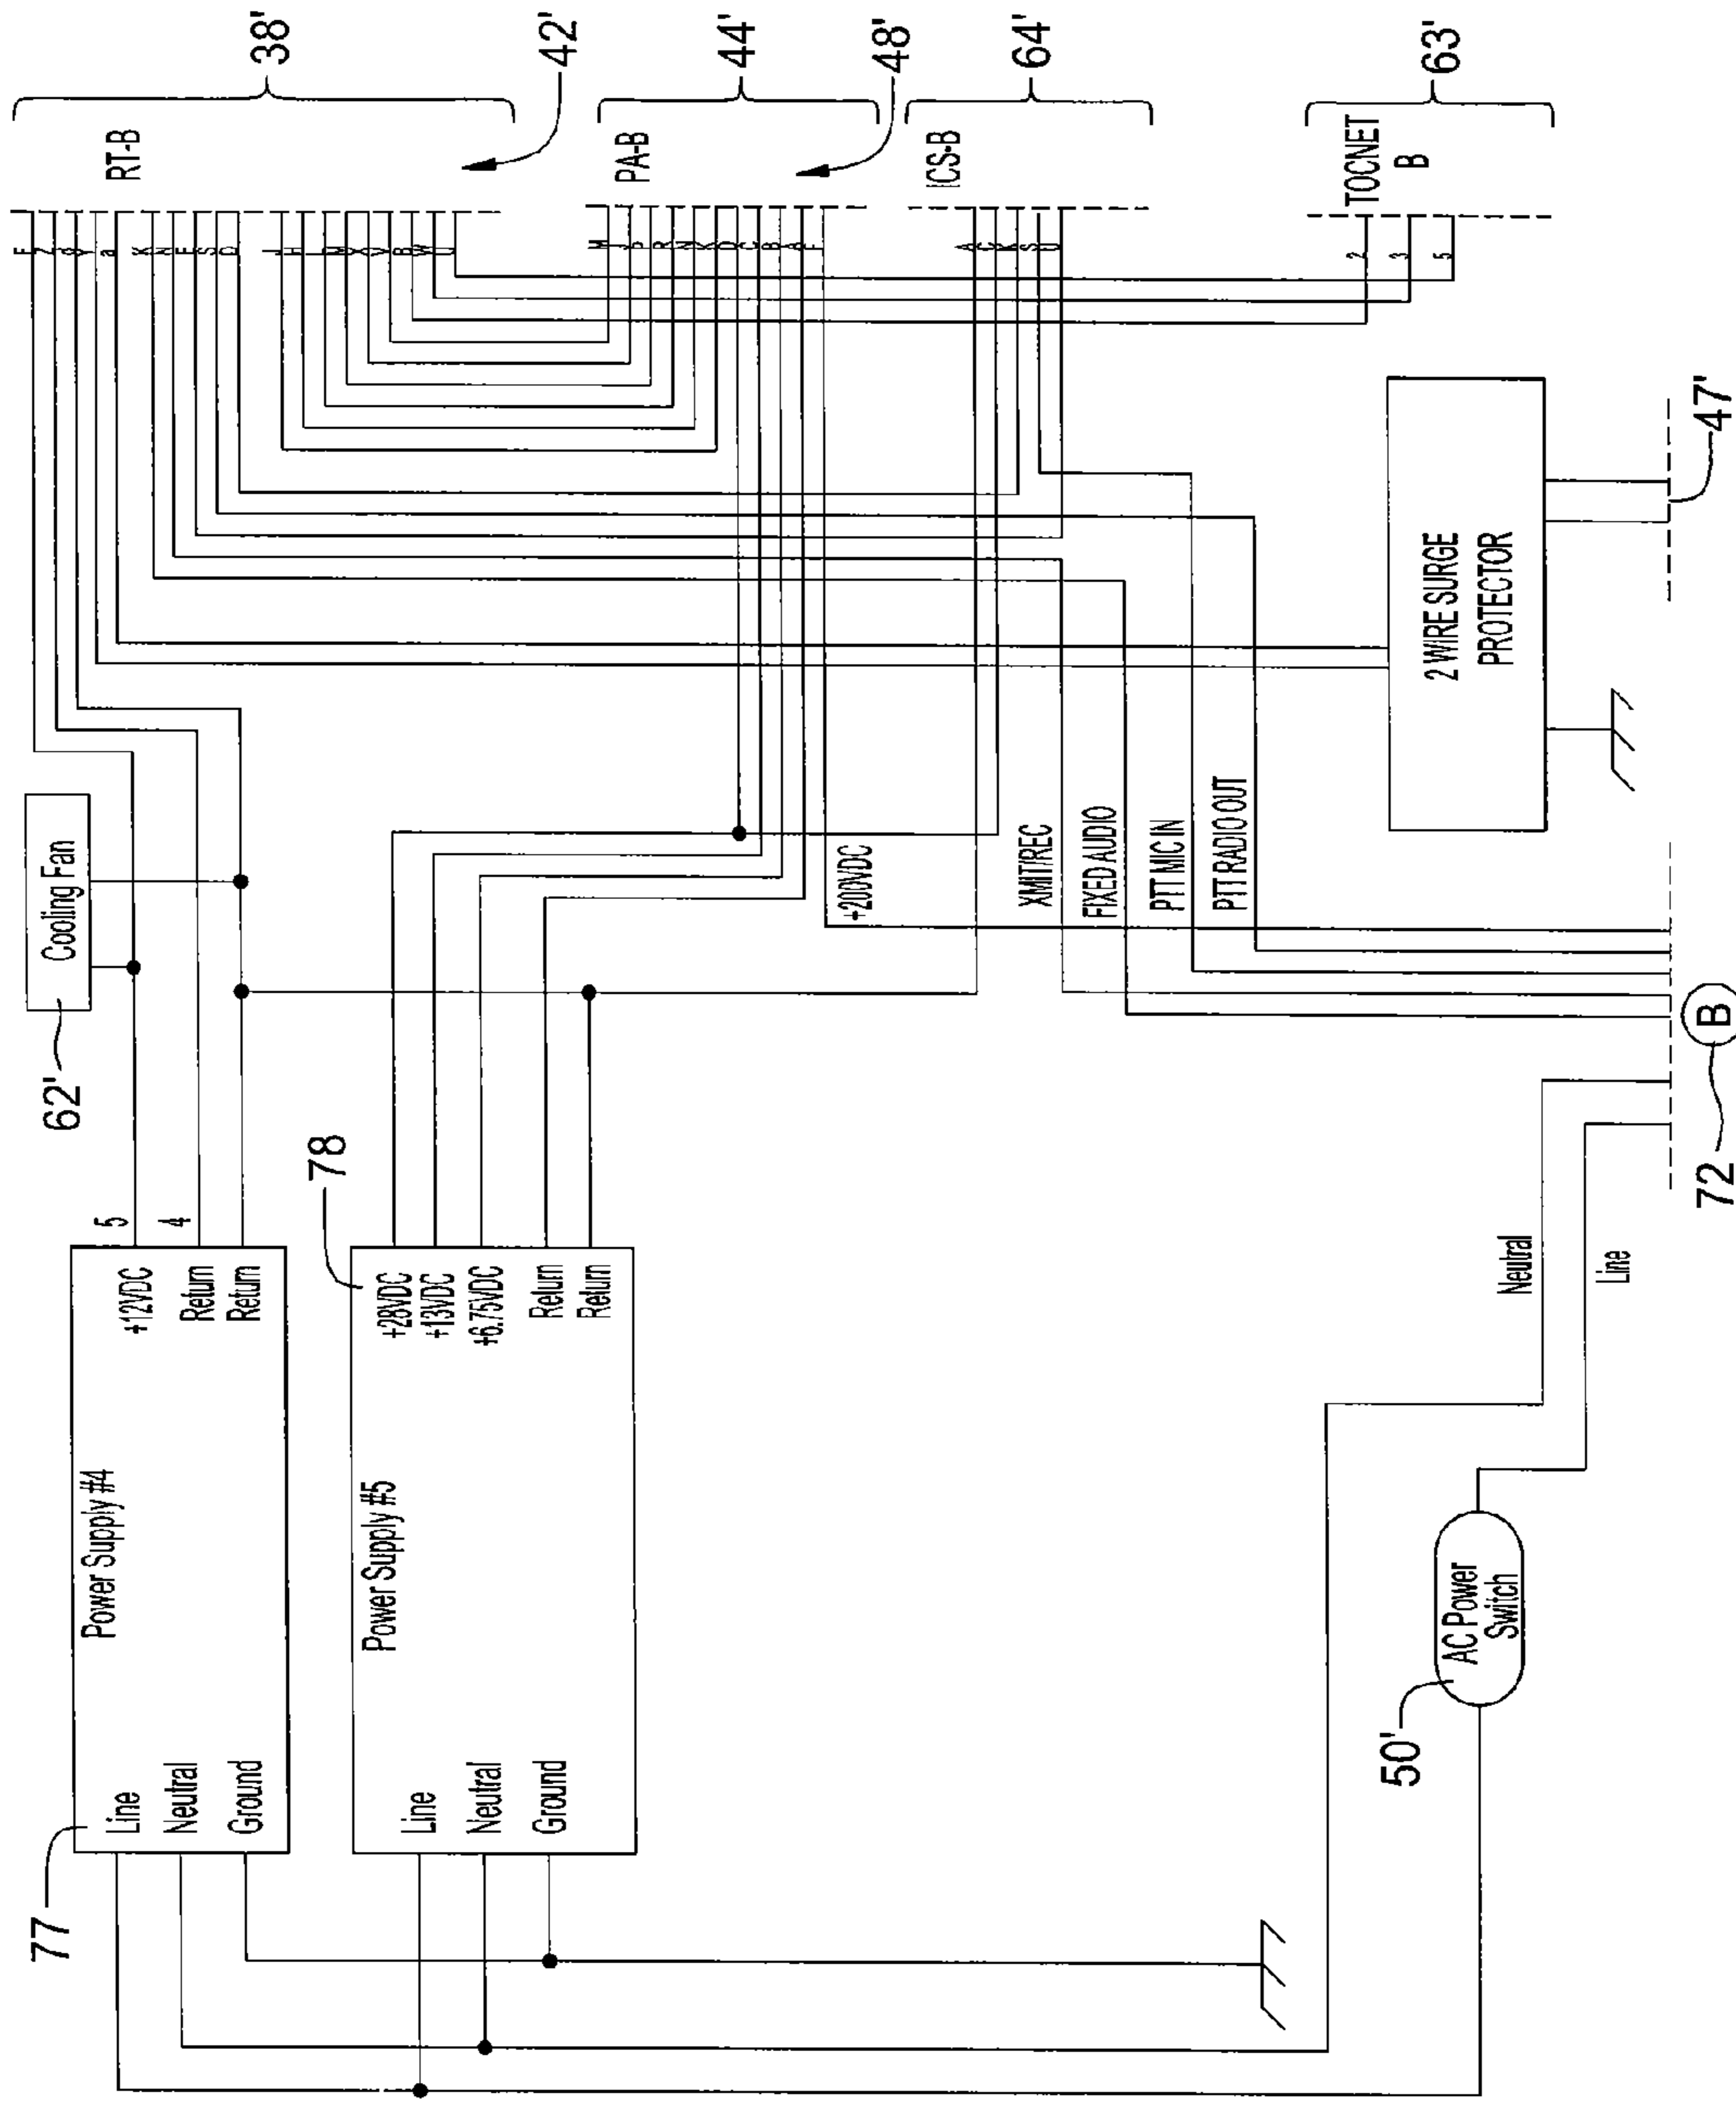 38'
RT-B
42'
44'
PA-B
48'
64'
ICS-B
63'
TOCNET
B
2
3
5
a
K
N
E
S
D
M
J
P
R
N
K
D
C
B
A
F
62'
Cooling Fan
77
Power Supply #4
Line
Neutral
Ground
+12VDC
Return
Return
5
4
78
Power Supply #5
Line
Neutral
Ground
+28VDC
+13VDC
+6.75VDC
Return
Return
+200VDC
XMIT/REC
FIXED AUDIO
PTT MIC IN
PTT RADIO OUT
2 WIRE SURGE
PROTECTOR
47'
50'
AC Power
Switch
Neutral
Line
72
B